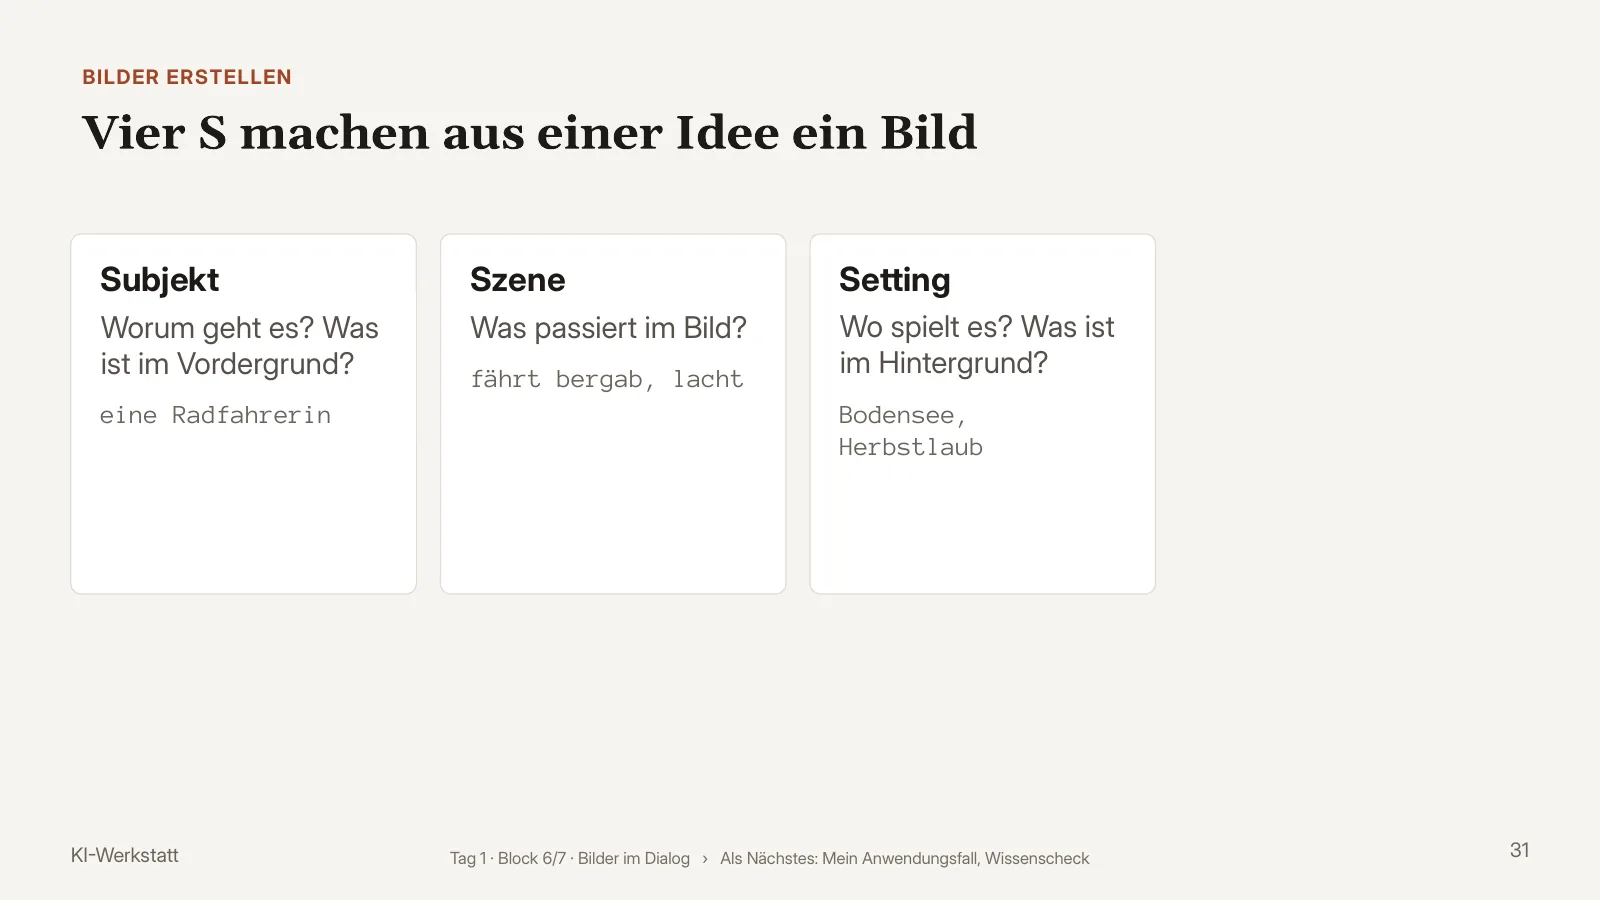 BILDER ERSTELLEN
Vier S machen aus einer Idee ein Bild
Subjekt
Worum geht es? Was
ist im Vordergrund?
eine Radfahrerin
Szene
Was passiert im Bild?
fährt bergab, lacht
Setting
Wo spielt es? Was ist
im Hintergrund?
Bodensee,
Herbstlaub
KI-Werkstatt
Tag 1 · Block 6/7 · Bilder im Dialog › Als Nächstes: Mein Anwendungsfall, Wissenscheck
31